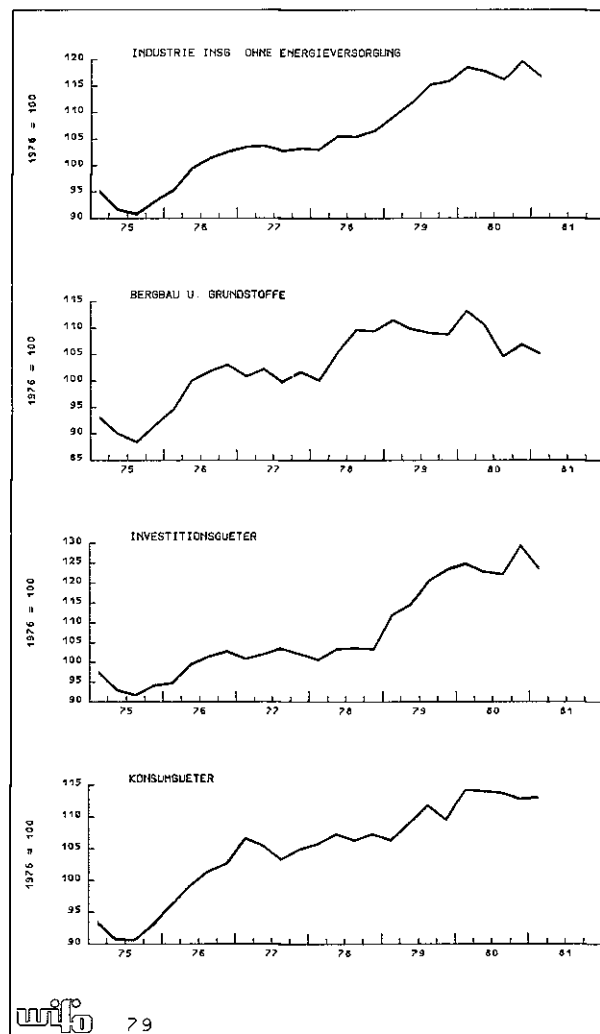 INDUSTRIE INSG OHNE ENERGIEVERSORGUNG
1976 = 100
120
115
110
105
100
95
90
75 76 77 78 79 80 81
BERGBAU U. GRUNDSTOFFE
1976 = 100
115
110
105
100
95
90
85
75 76 77 78 79 80 81
INVESTITIONSGUETER
1976 = 100
130
125
120
115
110
105
100
95
90
75 76 77 78 79 80 81
KONSUMGUETER
1976 = 100
115
110
105
100
95
90
75 76 77 78 79 80 81
wifo 79